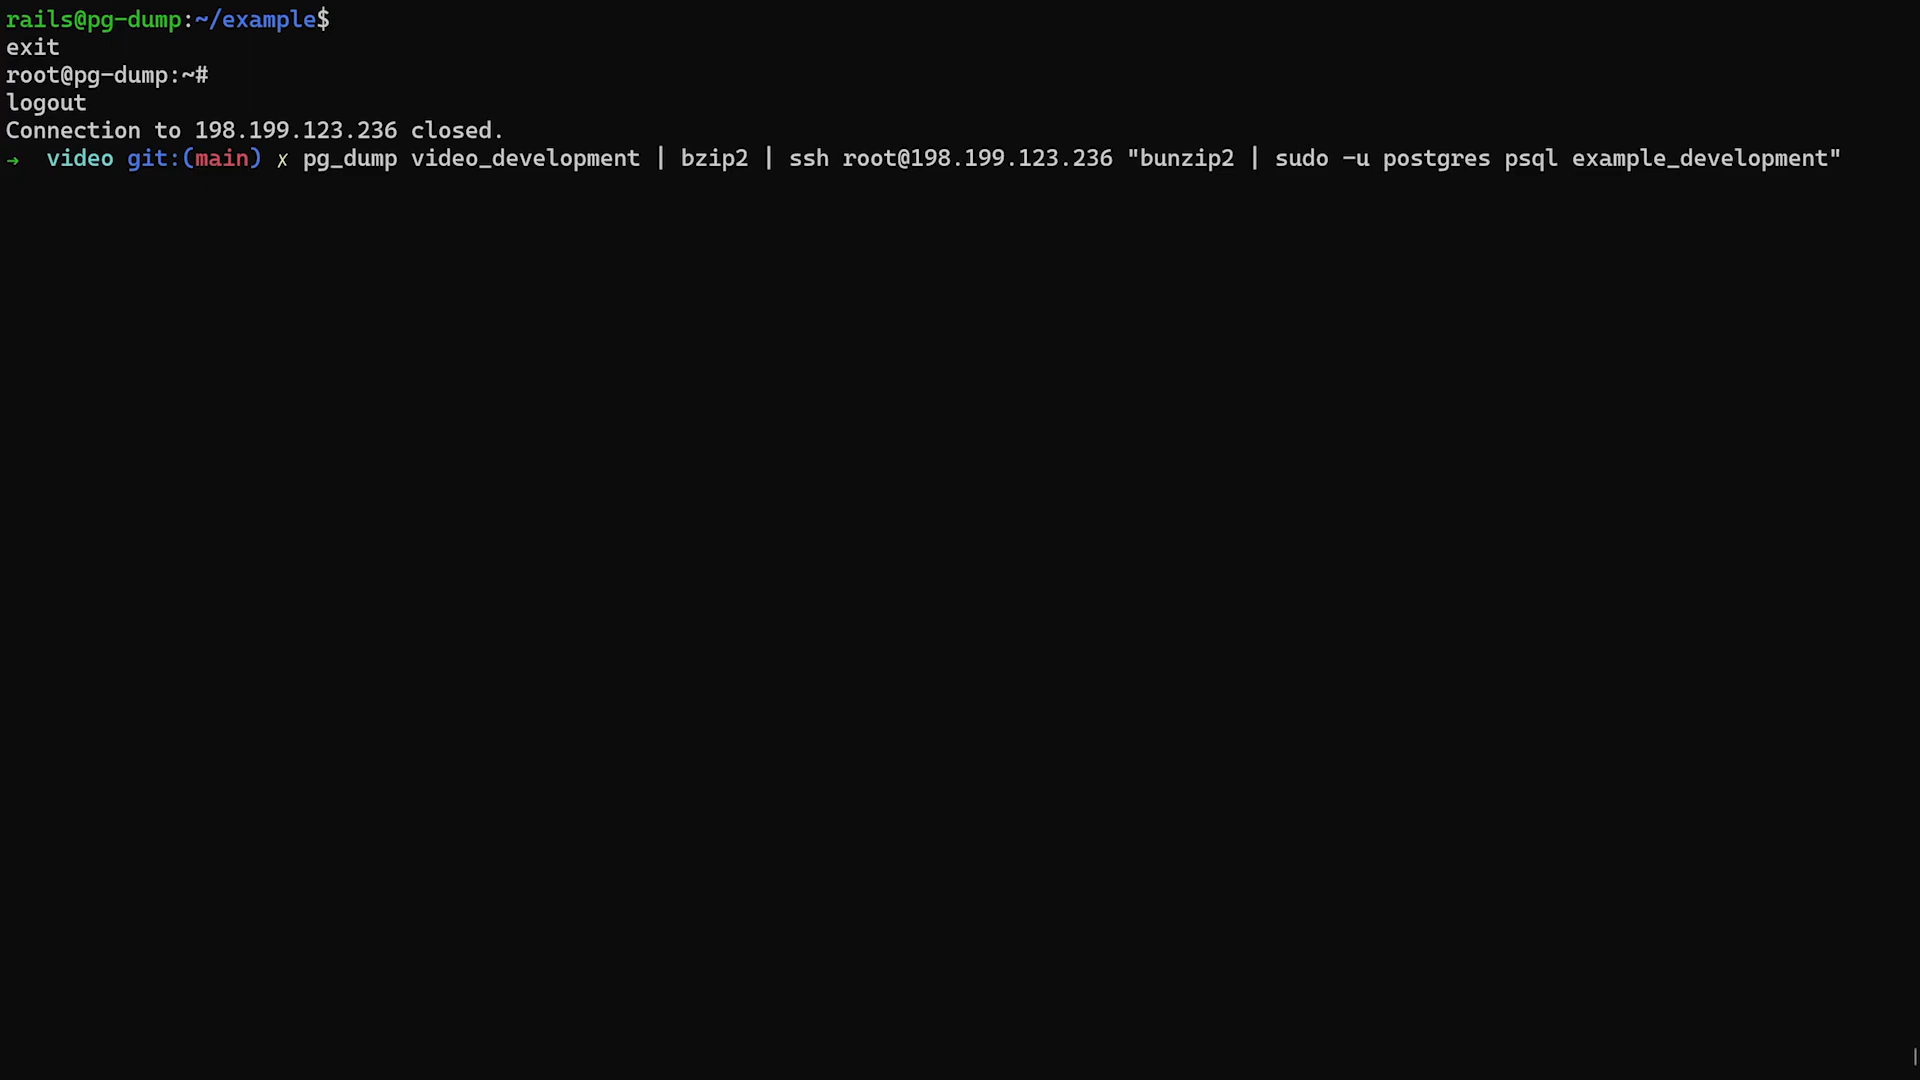 rails@pg-dump:~/example$
exit
root@pg-dump:~#
logout
Connection to 198.199.123.236 closed.
→ video git:(main) ✗ pg_dump video_development | bzip2 | ssh root@198.199.123.236 "bunzip2 | sudo -u postgres psql example_development"